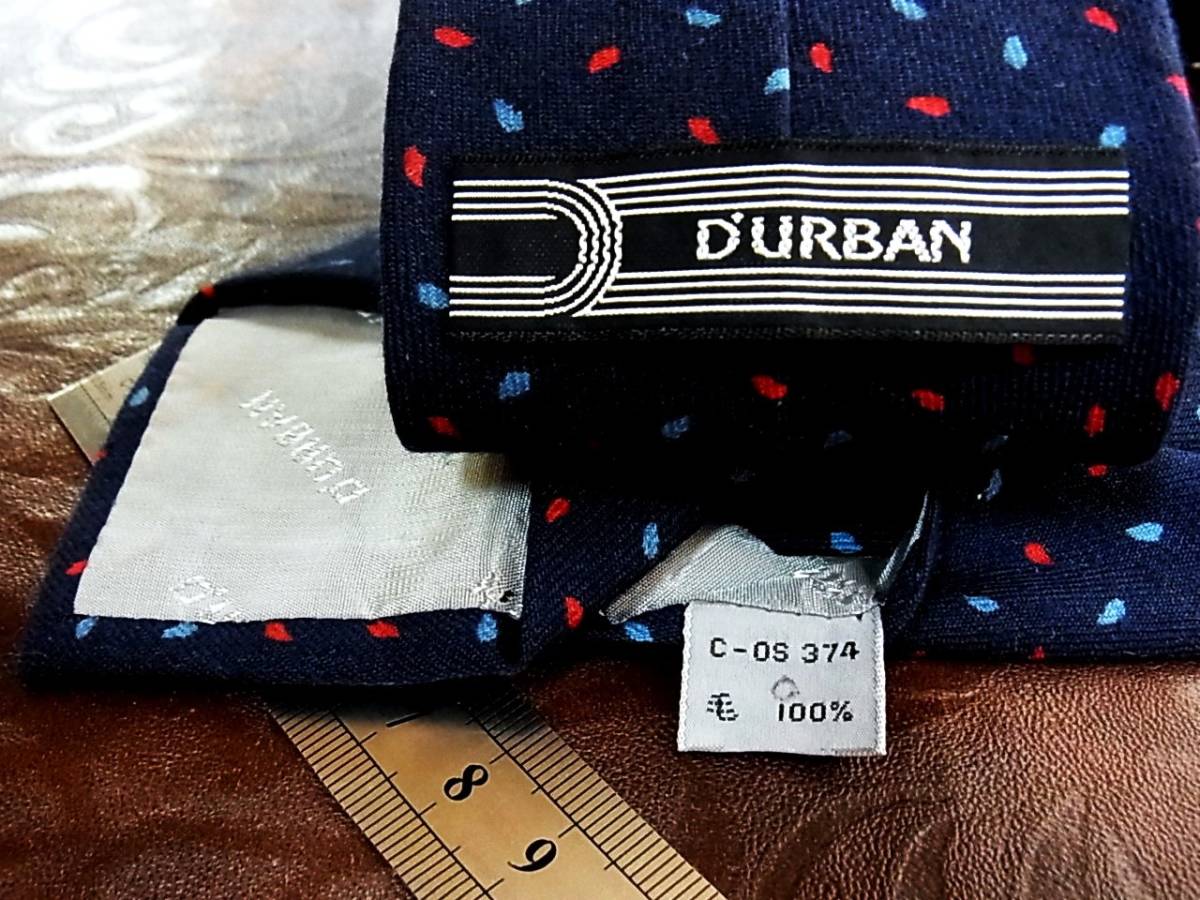 D'URBAN
D'URBAN
C-OS 374
毛 100%
8
9